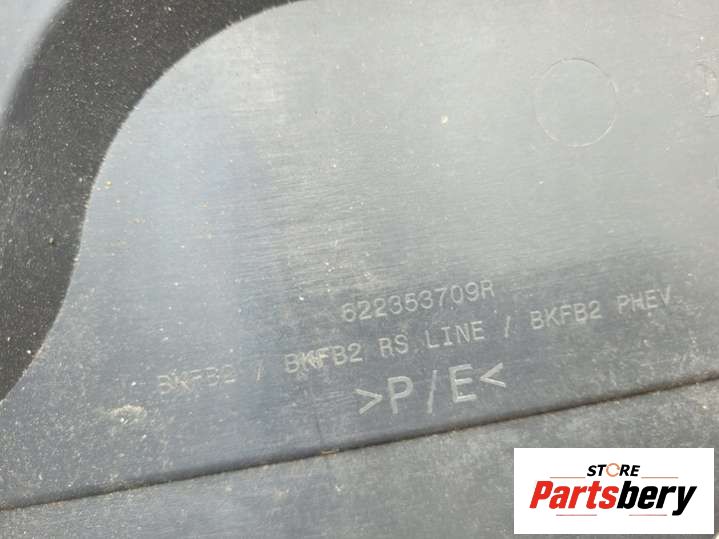 622353709R
BKFB2 / BKFB2 RS LINE / BKFB2 PHEV
>P/E<
STORE
Partsbery